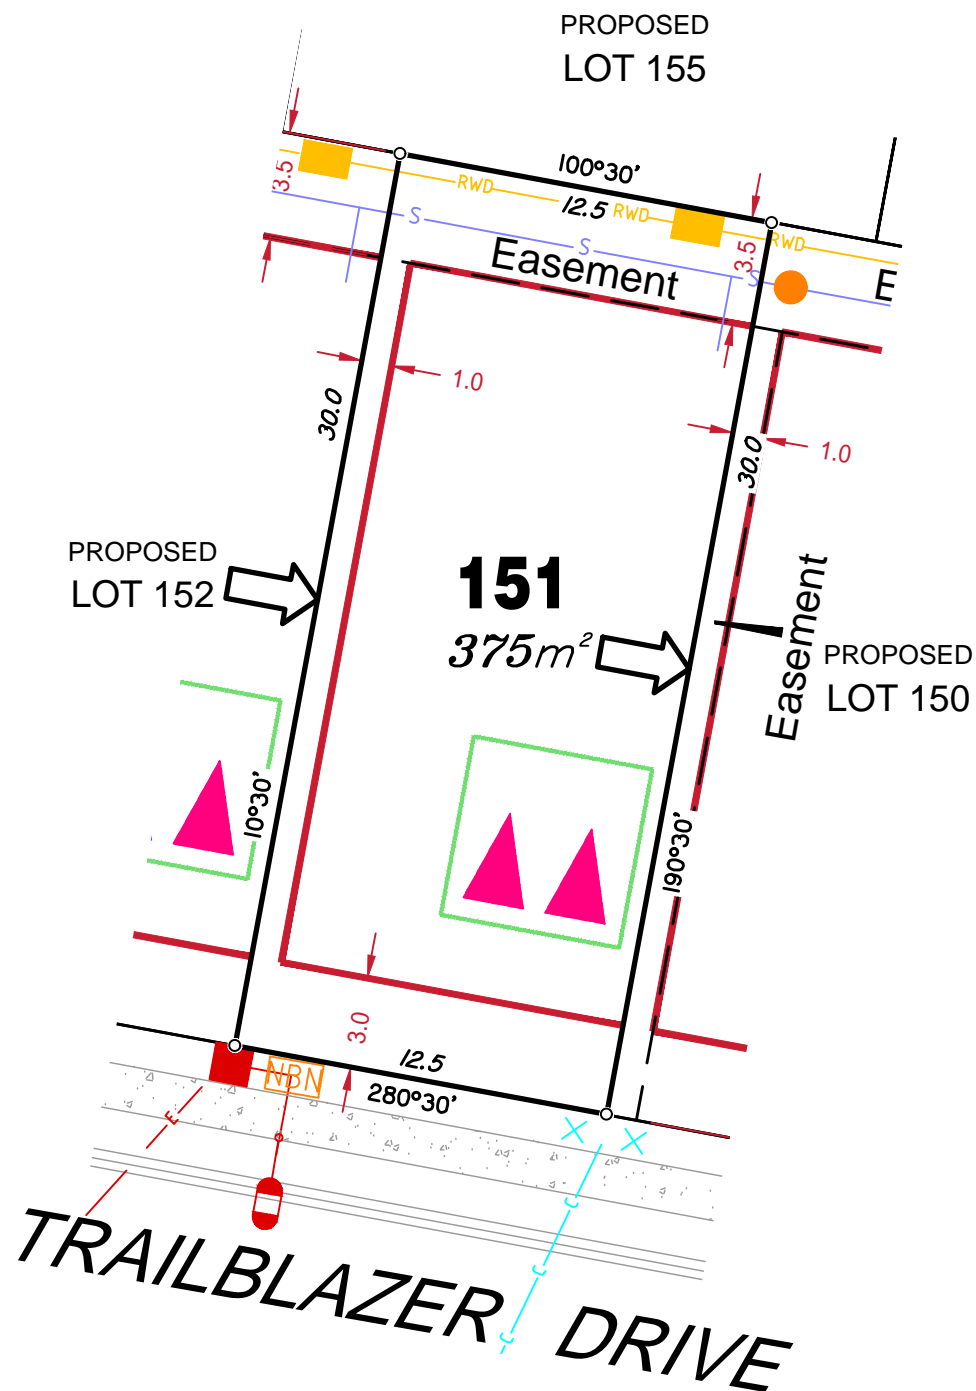 PROPOSED
LOT 155
100°30'
3.5
RWD
12.5
RWD
RWD
S
S
S
3.5
Easement
E
1.0
30.0
30.0
1.0
PROPOSED
LOT 152
151
375m²
Easement
PROPOSED
LOT 150
10°30'
190°30'
3.0
12.5
280°30'
NBN
E
TRAILBLAZER DRIVE